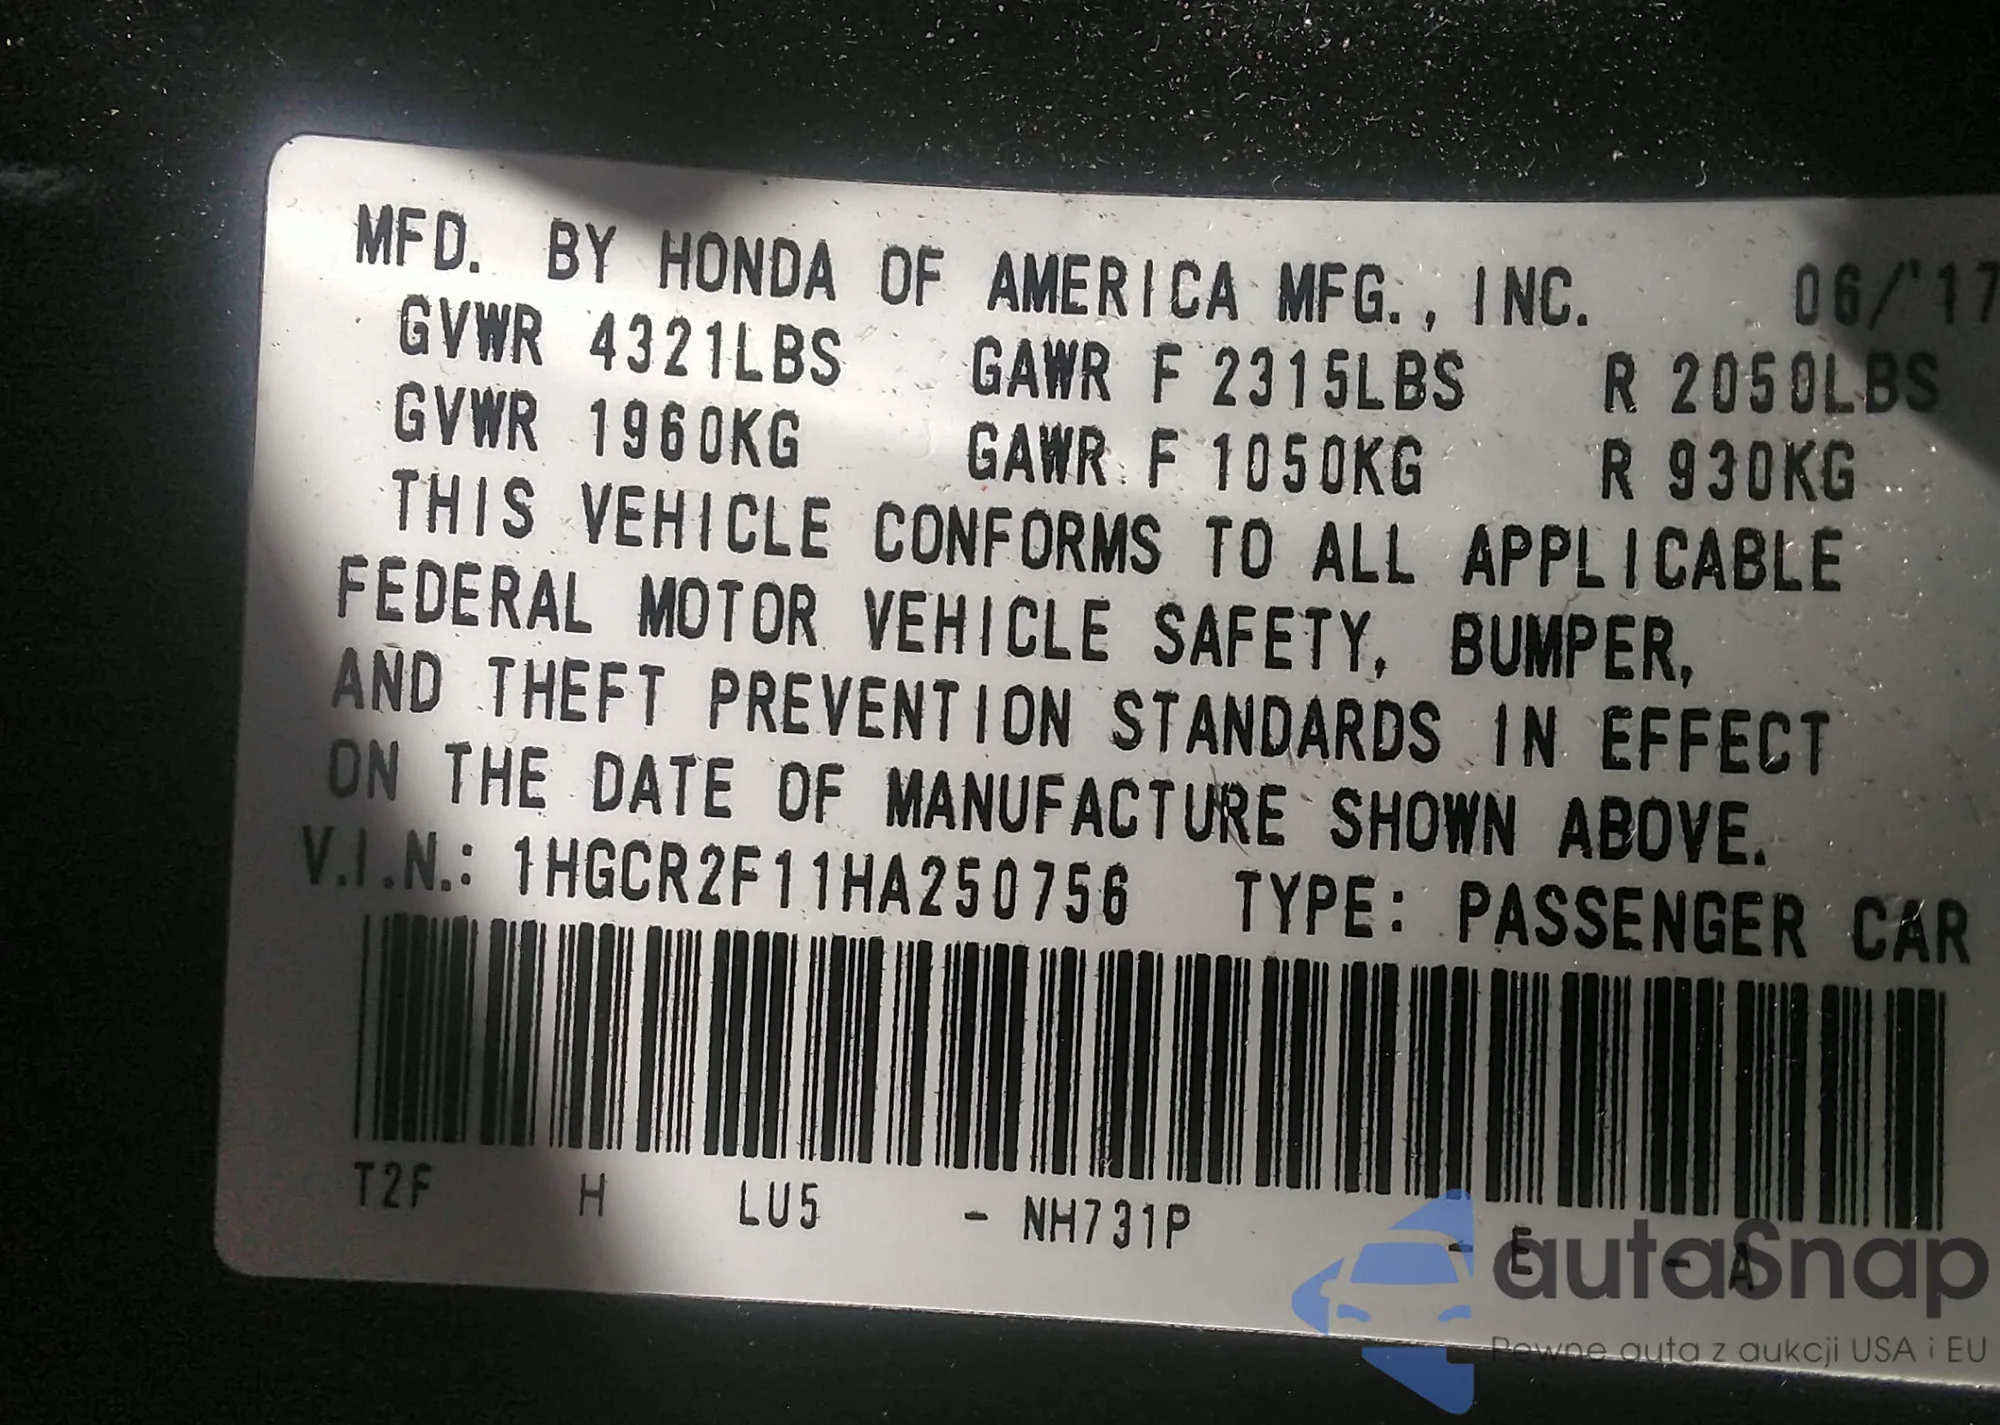 MFD. BY HONDA OF AMERICA MFG., INC. 06/'17
GVWR 4321LBS GAWR F 2315LBS R 2050LBS
GVWR 1960KG GAWR F 1050KG R 930KG
THIS VEHICLE CONFORMS TO ALL APPLICABLE
FEDERAL MOTOR VEHICLE SAFETY, BUMPER,
AND THEFT PREVENTION STANDARDS IN EFFECT
ON THE DATE OF MANUFACTURE SHOWN ABOVE.
V.I.N.: 1HGCR2F11HA250756 TYPE: PASSENGER CAR
T2F H LU5 - NH731P - E - A
autaSnap
Pewne auta z aukcji USA i EU